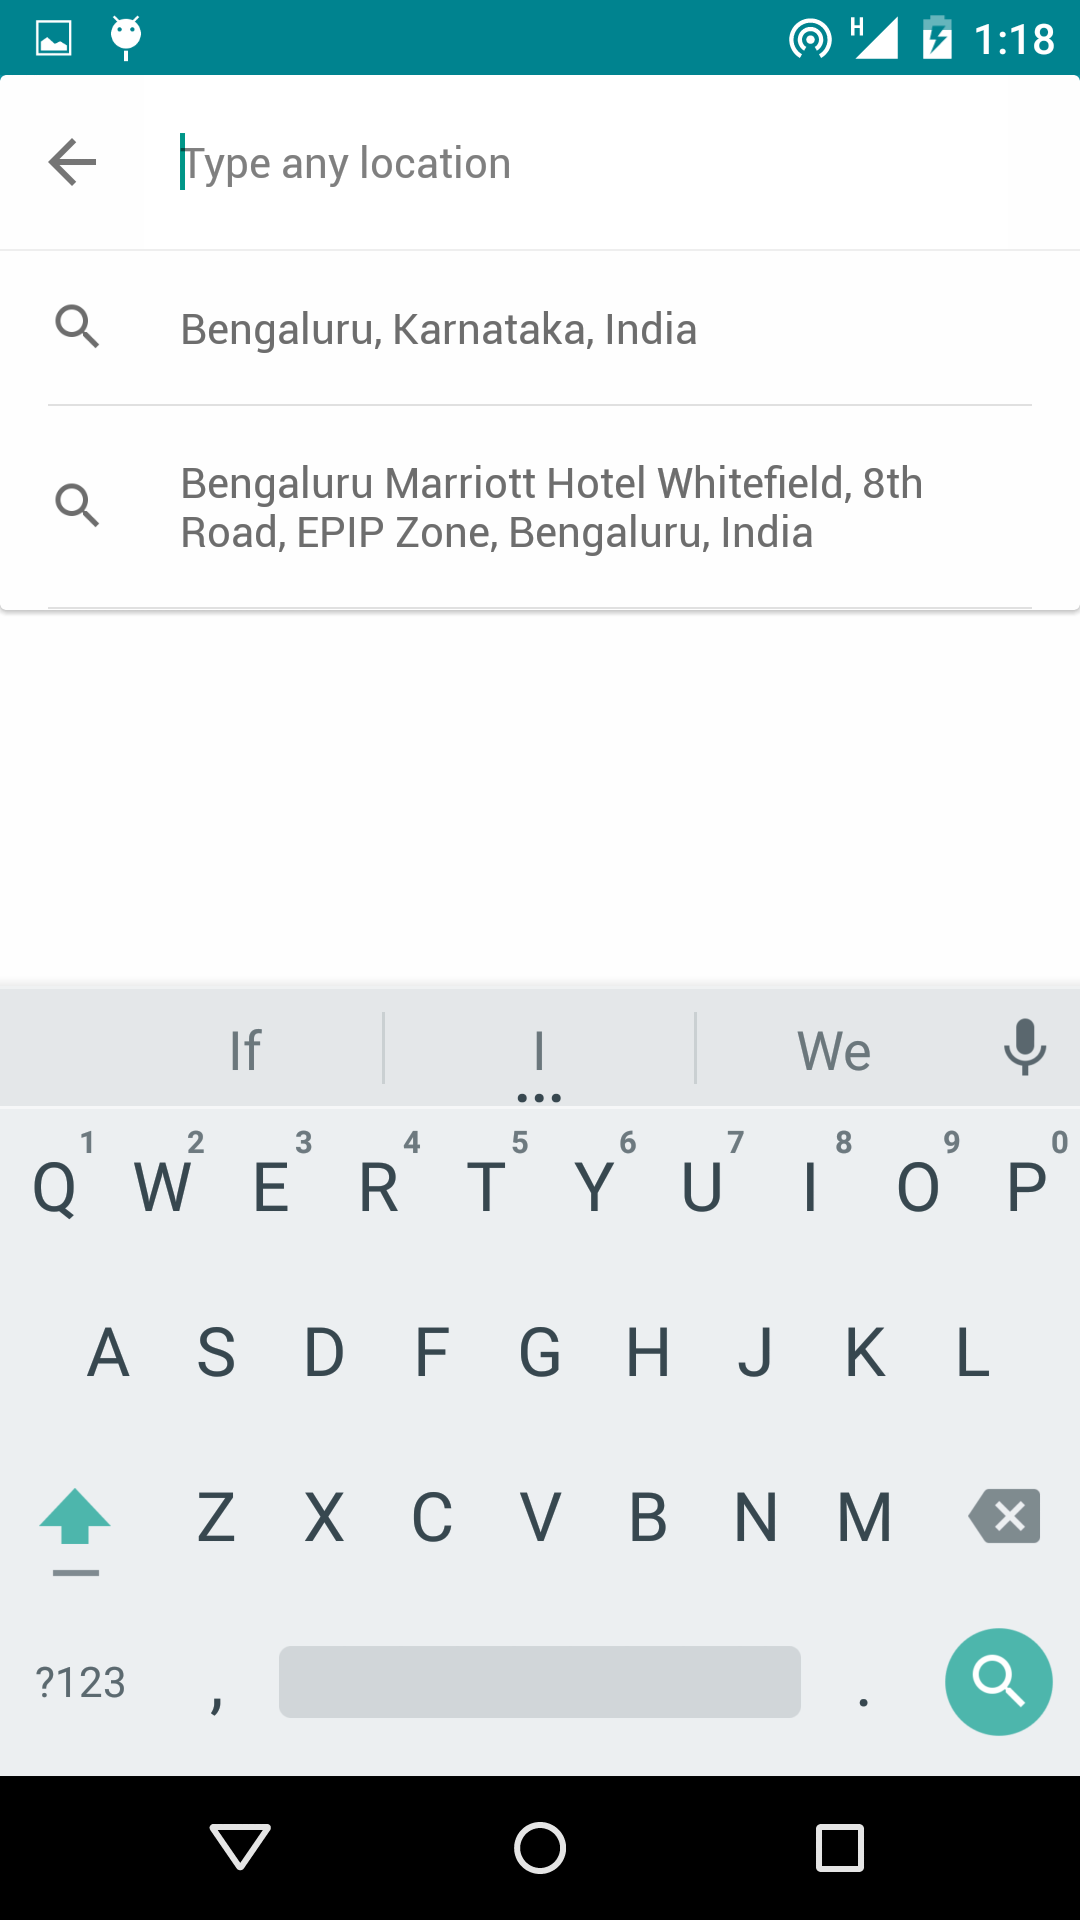 H 1:18
Type any location
Bengaluru, Karnataka, India
Bengaluru Marriott Hotel Whitefield, 8th
Road, EPIP Zone, Bengaluru, India
If I We
1 2 3 4 5 6 7 8 9 0
Q W E R T Y U I O P
A S D F G H J K L
Z X C V B N M
?123 , .